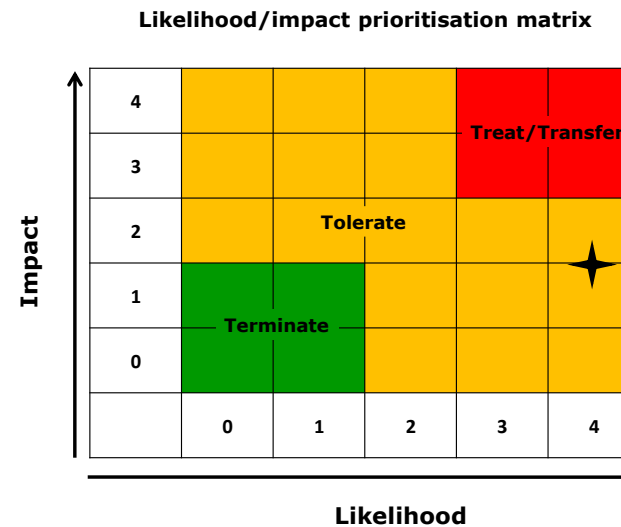 Likelihood/impact prioritisation matrix
Impact
4
Treat/Transfer
3
2
Tolerate
1
Terminate
0
0 1 2 3 4
Likelihood